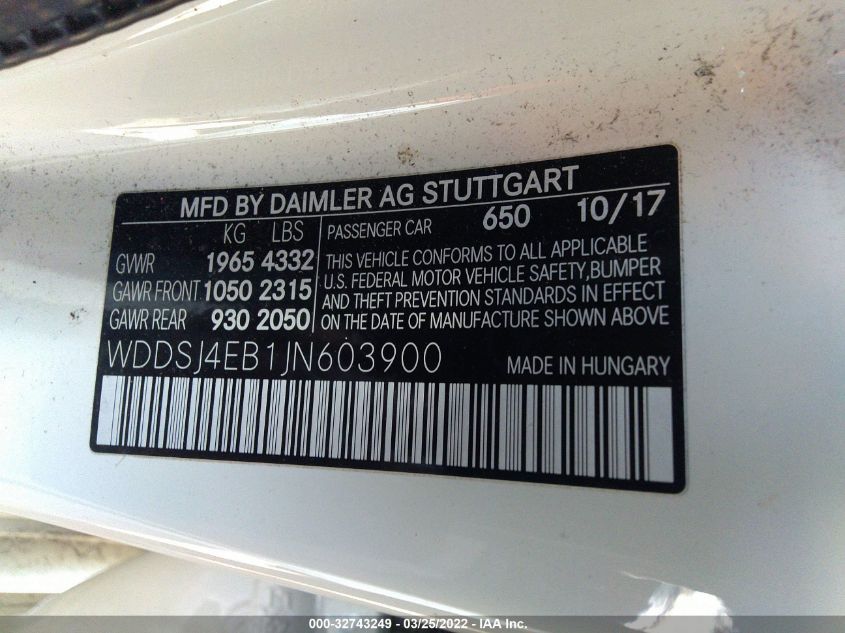 MFD BY DAIMLER AG STUTTGART
KG LBS
GVWR 1965 4332
GAWR FRONT 1050 2315
GAWR REAR 930 2050
PASSENGER CAR 650 10/17
THIS VEHICLE CONFORMS TO ALL APPLICABLE
U.S. FEDERAL MOTOR VEHICLE SAFETY,BUMPER
AND THEFT PREVENTION STANDARDS IN EFFECT
ON THE DATE OF MANUFACTURE SHOWN ABOVE
WDDSJ4EB1JN603900 MADE IN HUNGARY
000-32743249 - 03/25/2022 - IAA Inc.